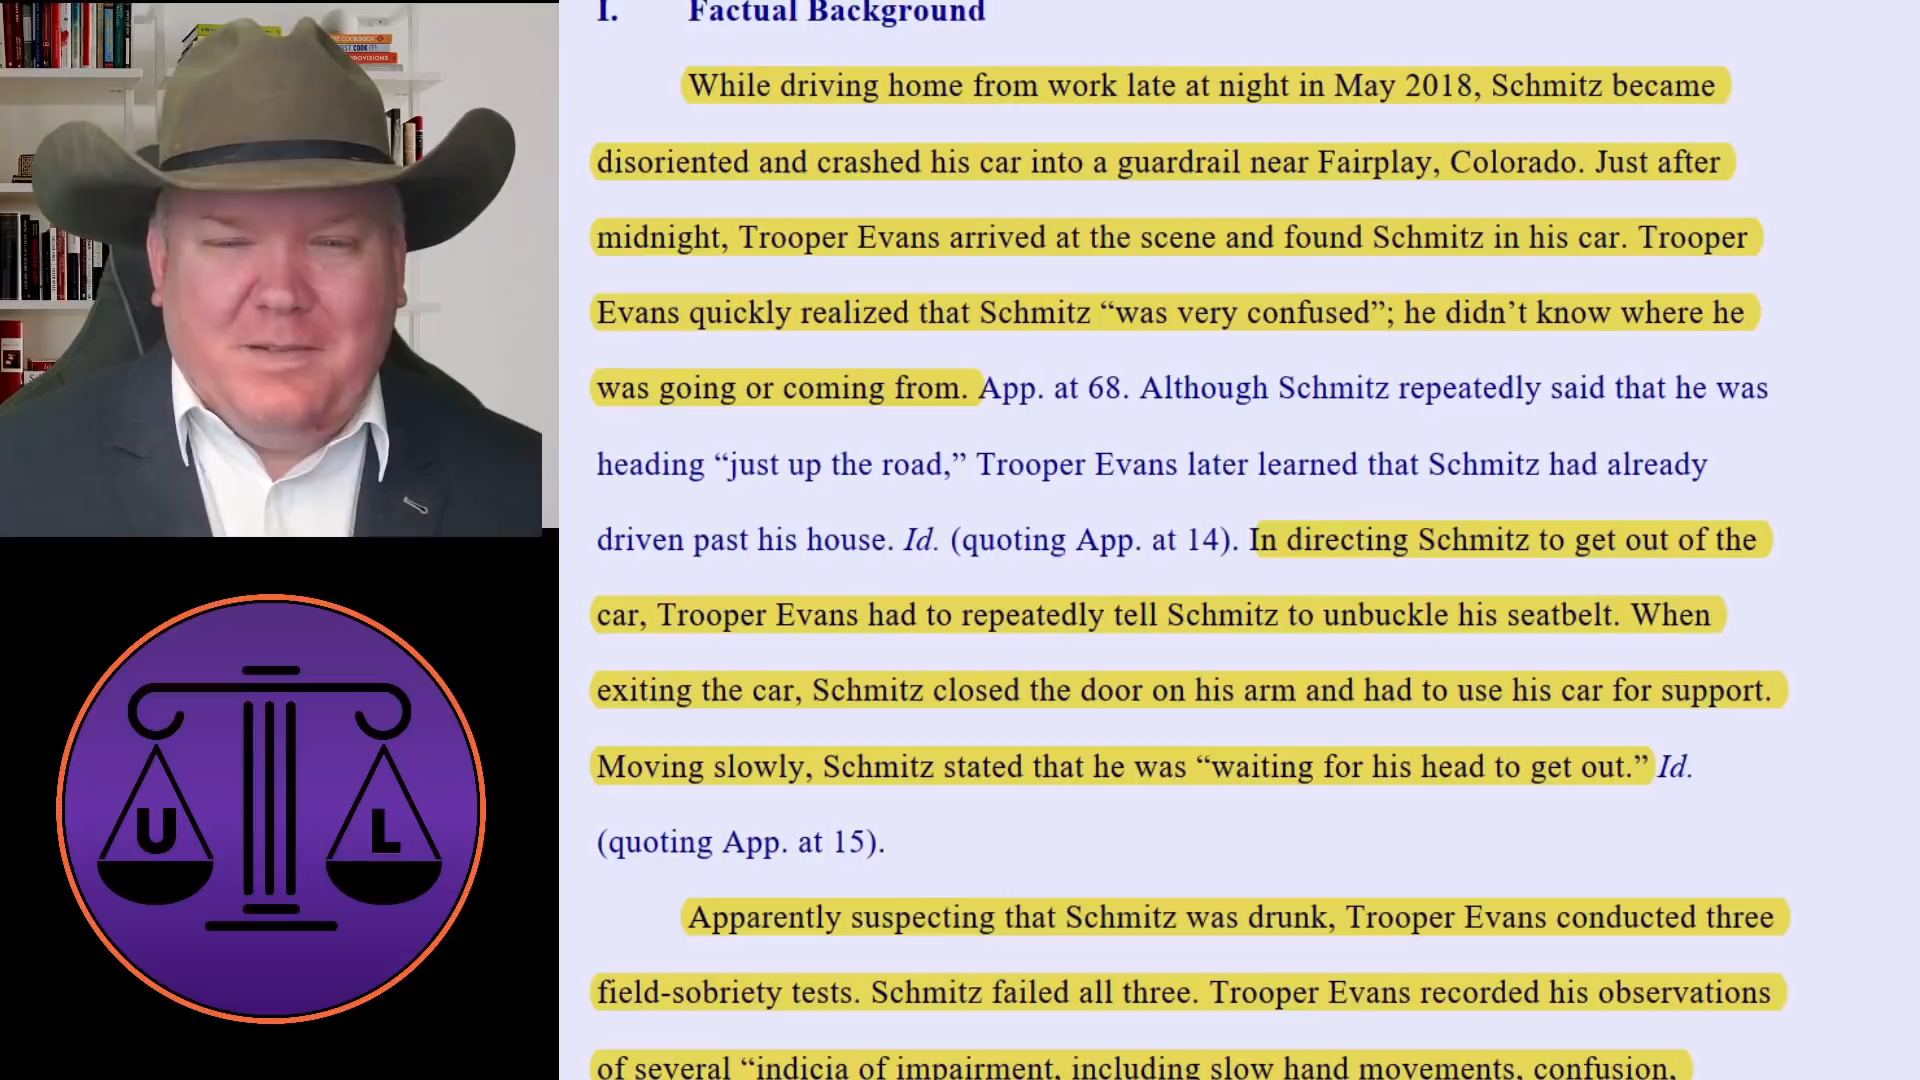 THE COOKBOOK
JUST COOK IT!
PROVISIONS
U L
I. Factual Background
While driving home from work late at night in May 2018, Schmitz became
disoriented and crashed his car into a guardrail near Fairplay, Colorado. Just after
midnight, Trooper Evans arrived at the scene and found Schmitz in his car. Trooper
Evans quickly realized that Schmitz “was very confused”; he didn’t know where he
was going or coming from. App. at 68. Although Schmitz repeatedly said that he was
heading “just up the road,” Trooper Evans later learned that Schmitz had already
driven past his house. Id. (quoting App. at 14). In directing Schmitz to get out of the
car, Trooper Evans had to repeatedly tell Schmitz to unbuckle his seatbelt. When
exiting the car, Schmitz closed the door on his arm and had to use his car for support.
Moving slowly, Schmitz stated that he was “waiting for his head to get out.” Id.
(quoting App. at 15).
Apparently suspecting that Schmitz was drunk, Trooper Evans conducted three
field-sobriety tests. Schmitz failed all three. Trooper Evans recorded his observations
of several “indicia of impairment, including slow hand movements, confusion,